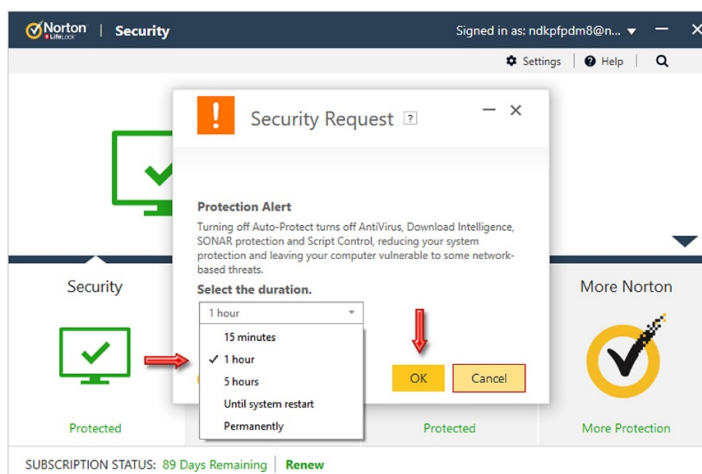 Norton | Security Signed in as: ndkpfpdm8@n...
LifeLock
Settings | Help |
Security Request ?
Protection Alert
Turning off Auto-Protect turns off AntiVirus, Download Intelligence,
SONAR protection and Script Control, reducing your system
protection and leaving your computer vulnerable to some network-
based threats.
Select the duration.
1 hour
15 minutes
1 hour
5 hours
Until system restart
Permanently
OK
Cancel
Security
Protected
Protected
More Norton
More Protection
SUBSCRIPTION STATUS: 89 Days Remaining | Renew